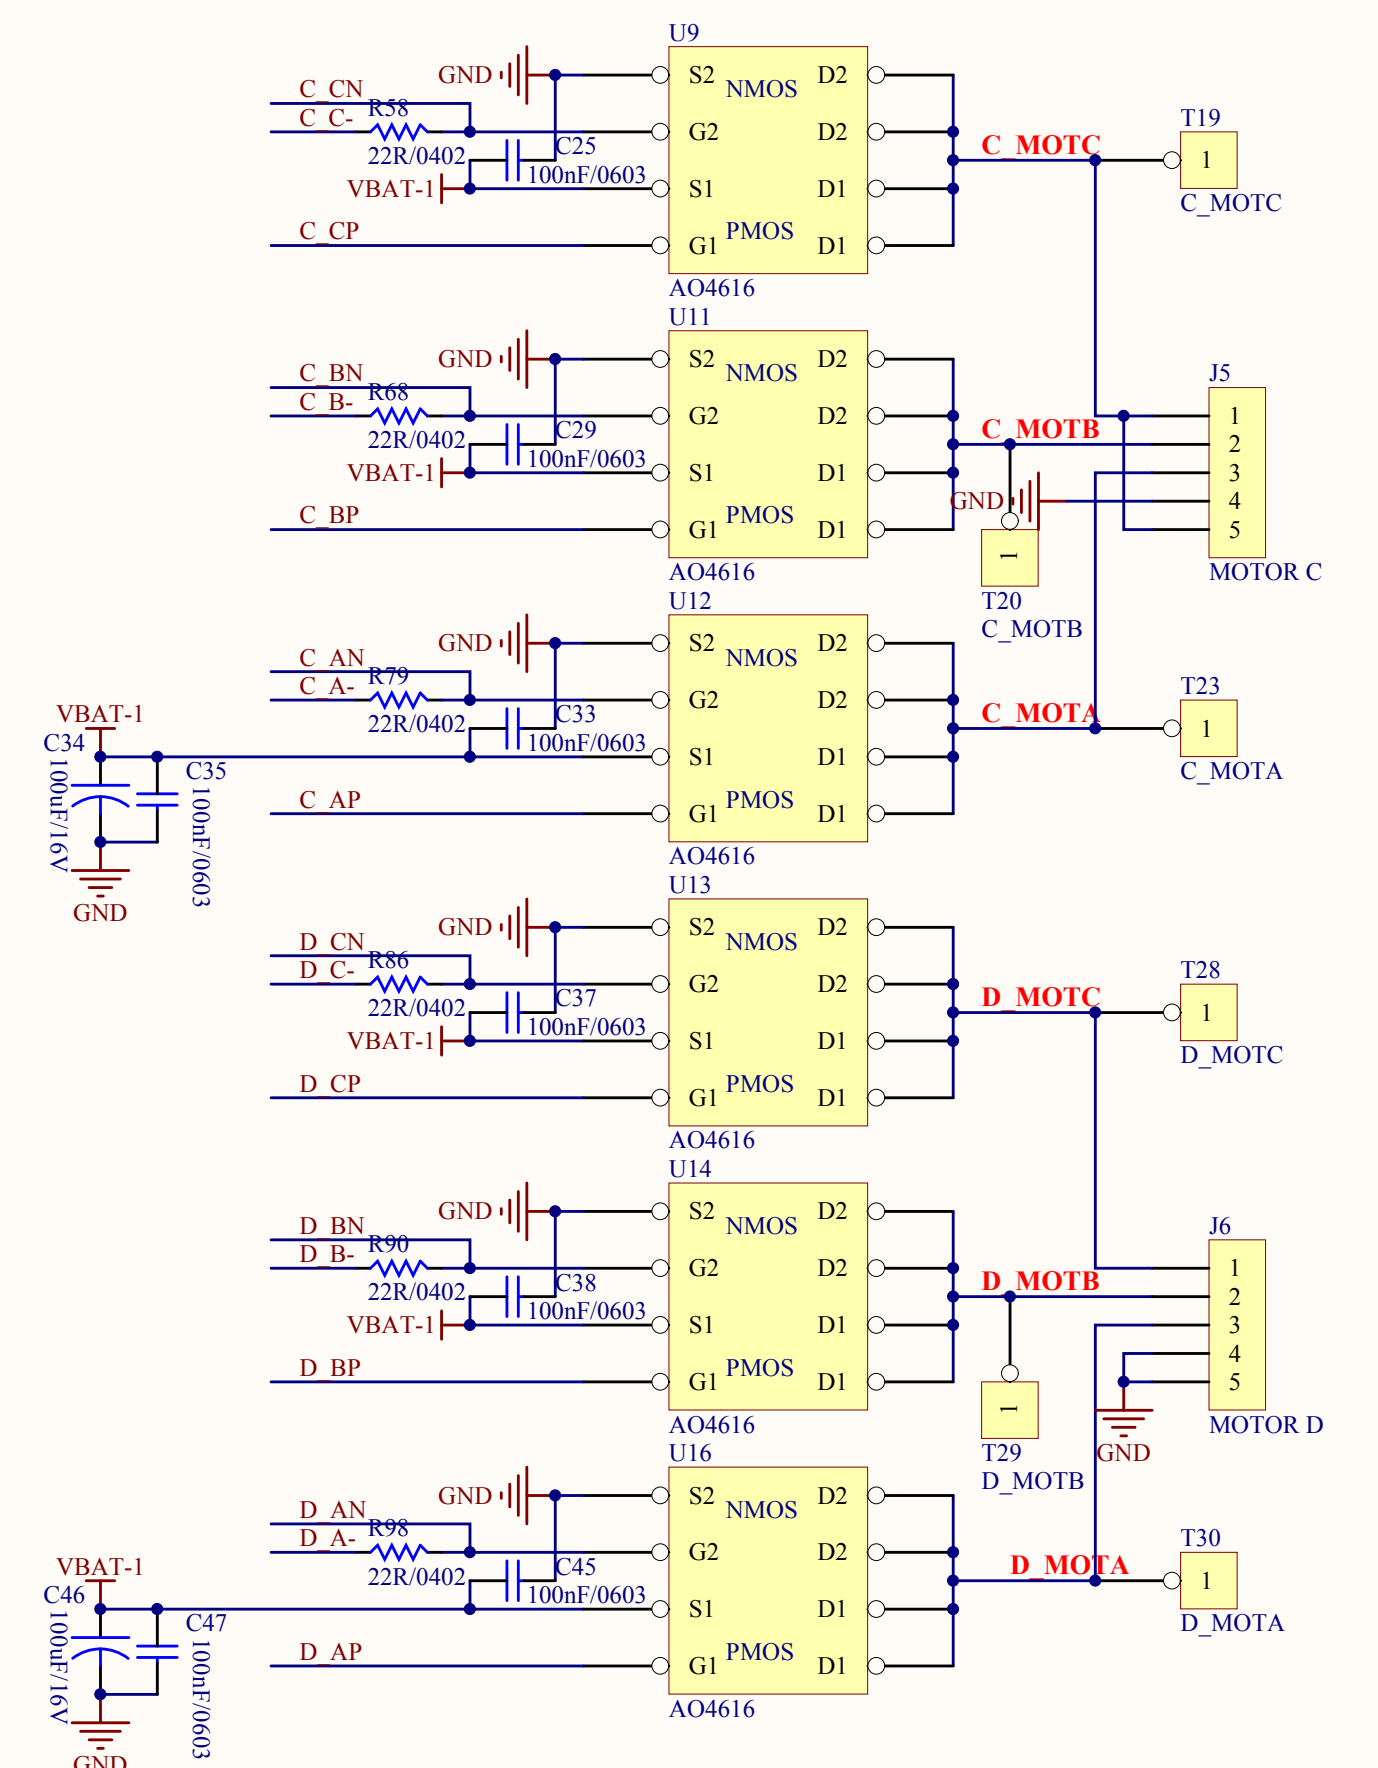 U9
GND
S2
NMOS
D2
C_CN
R58
C_C-
G2
D2
22R/0402
C25
100nF/0603
VBAT-1
S1
D1
C_CP
G1
PMOS
D1
AO4616
C_MOTC
T19
1
C_MOTC
U11
GND
S2
NMOS
D2
C_BN
R68
C_B-
G2
D2
22R/0402
C29
100nF/0603
VBAT-1
S1
D1
C_BP
G1
PMOS
D1
AO4616
C_MOTB
GND
1
T20
C_MOTB
J5
1
2
3
4
5
MOTOR C
U12
GND
S2
NMOS
D2
C_AN
R79
C_A-
G2
D2
22R/0402
C33
100nF/0603
S1
D1
C_AP
G1
PMOS
D1
AO4616
VBAT-1
C34
100uF/16V
C35
100nF/0603
GND
C_MOTA
T23
1
C_MOTA
U13
GND
S2
NMOS
D2
D_CN
R86
D_C-
G2
D2
22R/0402
C37
100nF/0603
VBAT-1
S1
D1
D_CP
G1
PMOS
D1
AO4616
D_MOTC
T28
1
D_MOTC
U14
GND
S2
NMOS
D2
D_BN
R90
D_B-
G2
D2
22R/0402
C38
100nF/0603
VBAT-1
S1
D1
D_BP
G1
PMOS
D1
AO4616
D_MOTB
1
T29
D_MOTB
J6
1
2
3
4
5
MOTOR D
GND
U16
GND
S2
NMOS
D2
D_AN
R98
D_A-
G2
D2
22R/0402
C45
100nF/0603
S1
D1
D_AP
G1
PMOS
D1
AO4616
VBAT-1
C46
100uF/16V
C47
100nF/0603
GND
D_MOTA
T30
1
D_MOTA